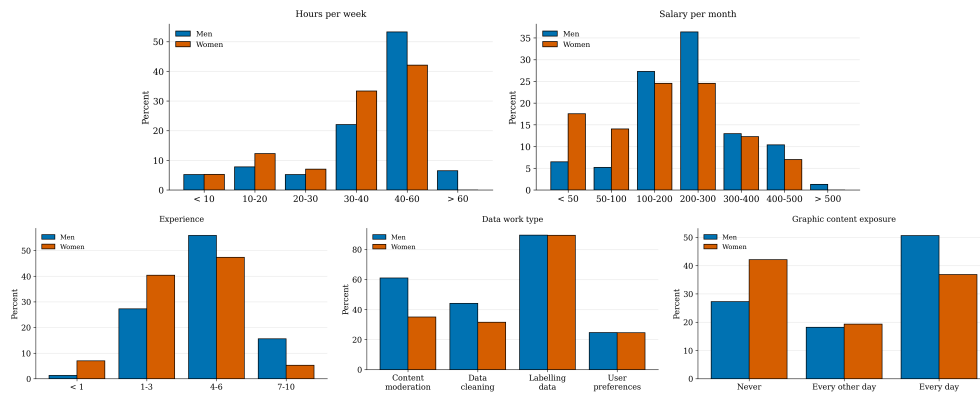 Hours per week
Men
Women
Percent
50
40
30
20
10
0
< 10
10-20
20-30
30-40
40-60
> 60
Salary per month
Men
Women
Percent
35
30
25
20
15
10
5
0
< 50
50-100
100-200
200-300
300-400
400-500
> 500
Experience
Men
Women
Percent
50
40
30
20
10
0
< 1
1-3
4-6
7-10
Data work type
Men
Women
Percent
80
60
40
20
0
Content
moderation
Data
cleaning
Labelling
data
User
preferences
Graphic content exposure
Men
Women
Percent
50
40
30
20
10
0
Never
Every other day
Every day